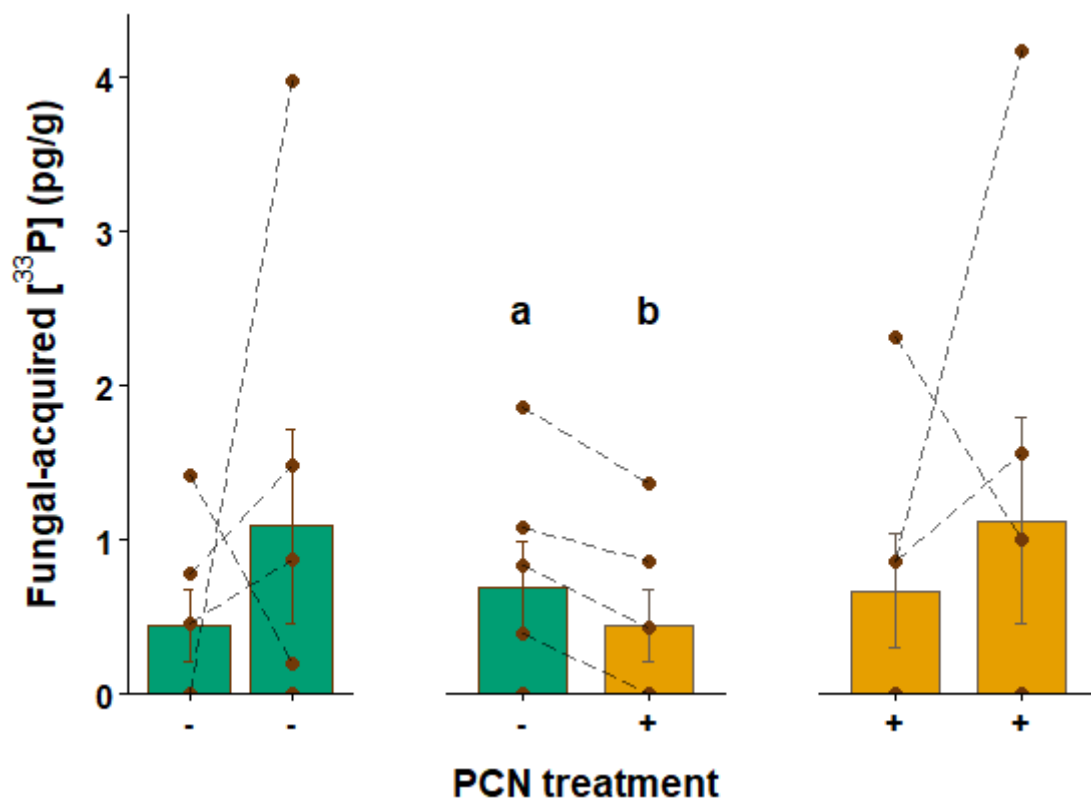 Fungal-acquired [³³P] (pg/g)
4
3
2
1
0
a b
- - - + + +
PCN treatment